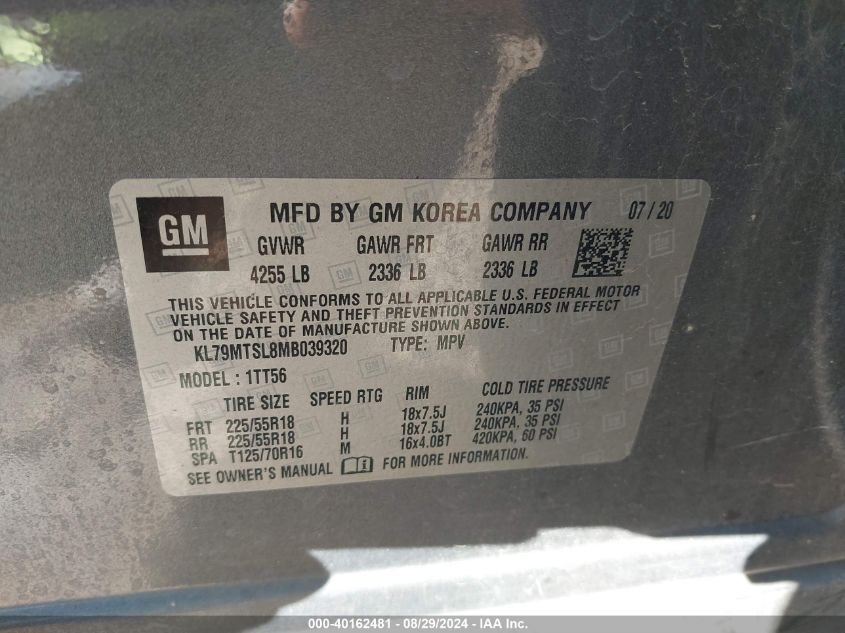 GM
MFD BY GM KOREA COMPANY 07/20
GVWR GAWR FRT GAWR RR
4255 LB 2336 LB 2336 LB
THIS VEHICLE CONFORMS TO ALL APPLICABLE U.S. FEDERAL MOTOR
VEHICLE SAFETY AND THEFT PREVENTION STANDARDS IN EFFECT
ON THE DATE OF MANUFACTURE SHOWN ABOVE.
KL79MTSL8MB039320 TYPE: MPV
MODEL : 1TT56
TIRE SIZE SPEED RTG RIM COLD TIRE PRESSURE
FRT 225/55R18 H 18x7.5J 240KPA, 35 PSI
RR 225/55R18 H 18x7.5J 240KPA, 35 PSI
SPA T125/70R16 M 16x4.0BT 420KPA, 60 PSI
SEE OWNER'S MANUAL FOR MORE INFORMATION.
000-40162481 - 08/29/2024 - IAAI.com